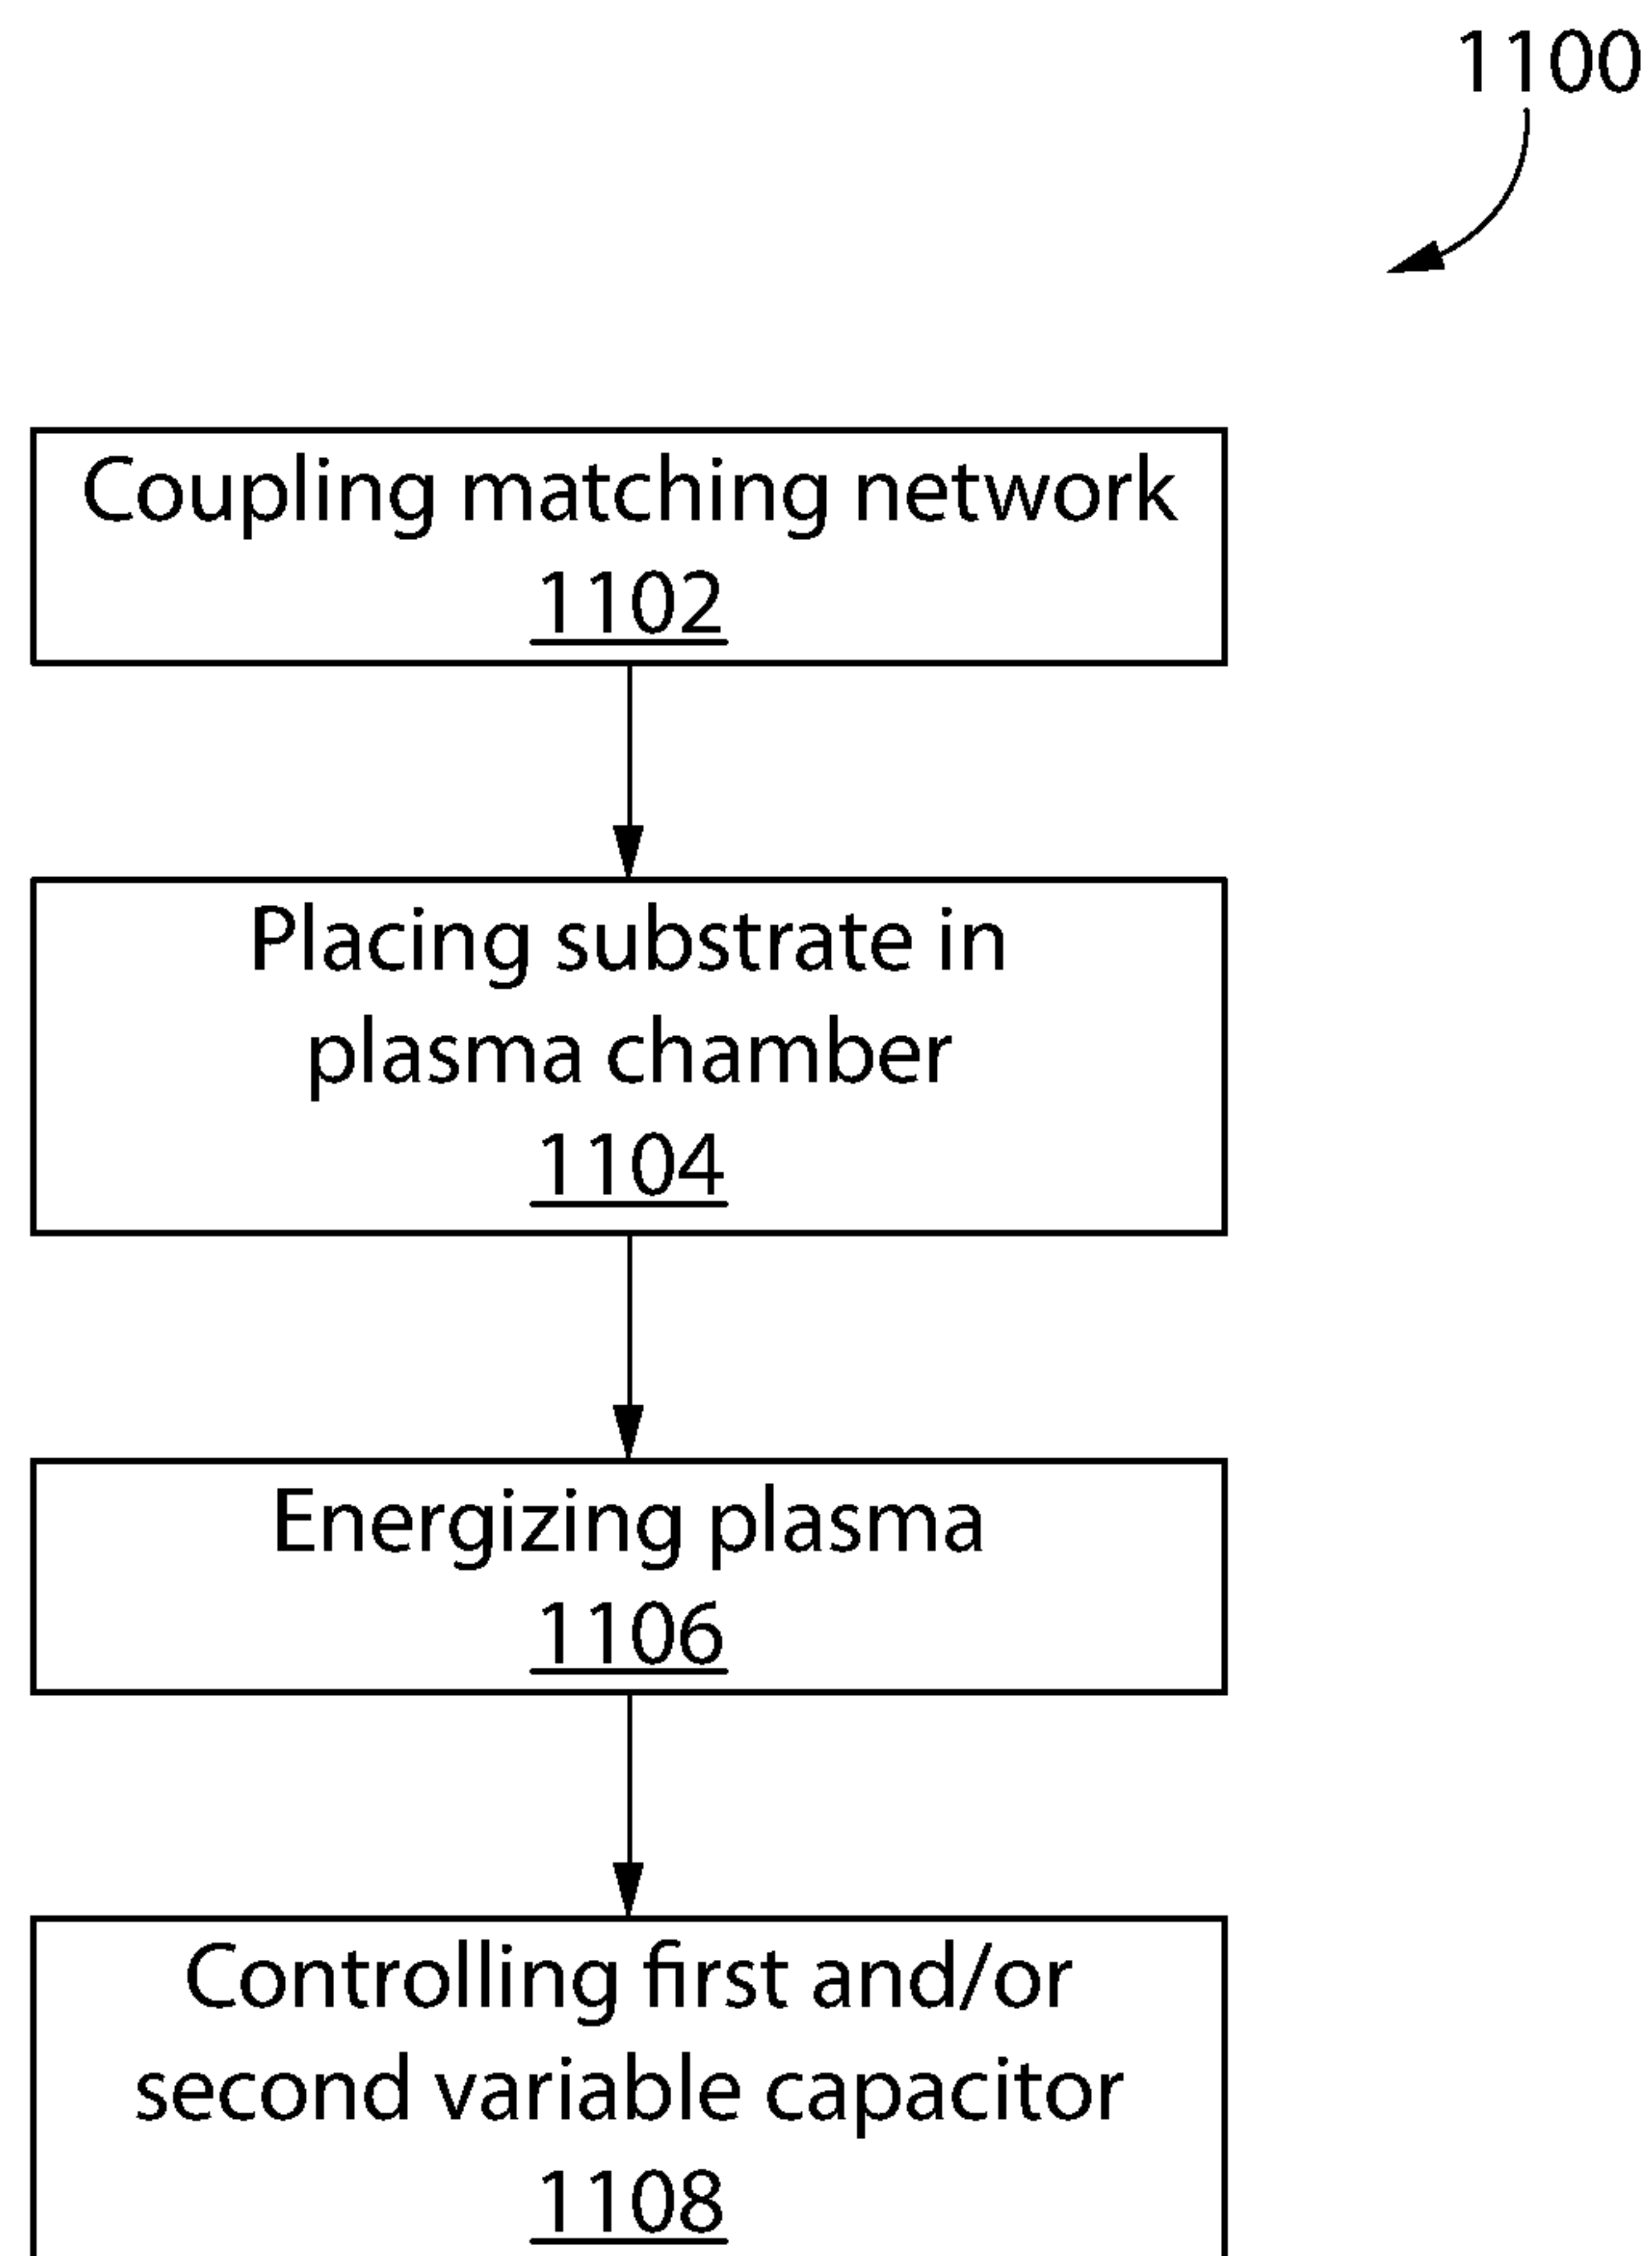 1100
Coupling matching network
1102
Placing substrate in
plasma chamber
1104
Energizing plasma
1106
Controlling first and/or
second variable capacitor
1108